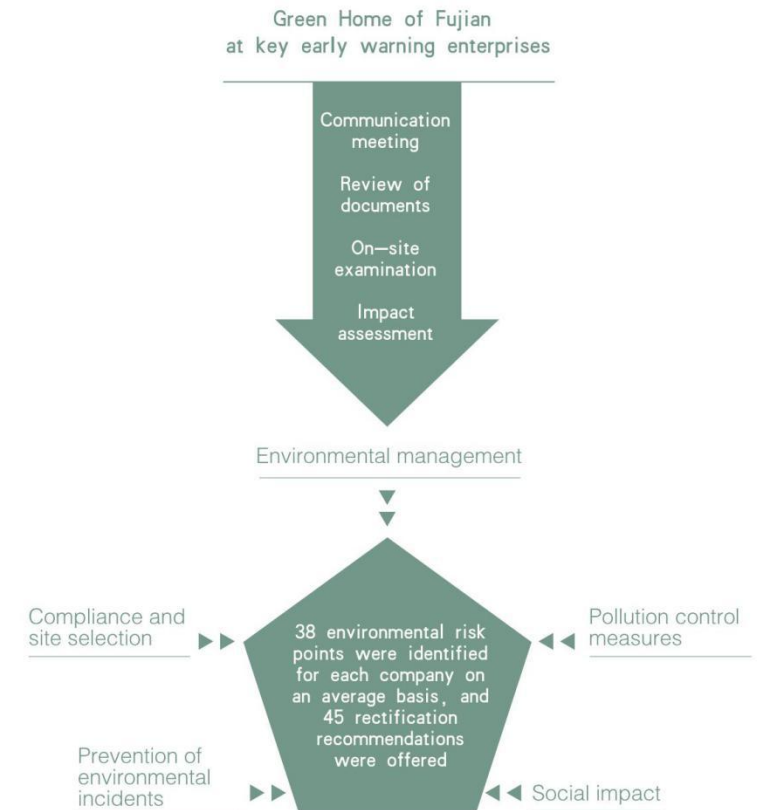 Green Home of Fujian
at key early warning enterprises
Communication
meeting
Review of
documents
On—site
examination
Impact
assessment
Environmental management
Compliance and
site selection
38 environmental risk
points were identified
for each company on
an average basis, and
45 rectification
recommendations
were offered
Pollution control
measures
Prevention of
environmental
incidents
Social impact